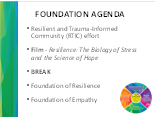 FOUNDATION AGENDA
• Resilient and Trauma-Informed
Community (RTIC) effort
• Film - Resilience: The Biology of Stress
and the Science of Hope
• BREAK
• Foundation of Resilience
• Foundation of Empathy